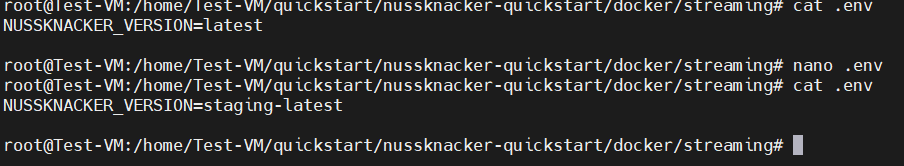 root@Test-VM:/home/Test-VM/quickstart/nussknacker-quickstart/docker/streaming# cat .env
NUSSKNACKER_VERSION=latest
root@Test-VM:/home/Test-VM/quickstart/nussknacker-quickstart/docker/streaming# nano .env
root@Test-VM:/home/Test-VM/quickstart/nussknacker-quickstart/docker/streaming# cat .env
NUSSKNACKER_VERSION=staging-latest
root@Test-VM:/home/Test-VM/quickstart/nussknacker-quickstart/docker/streaming#